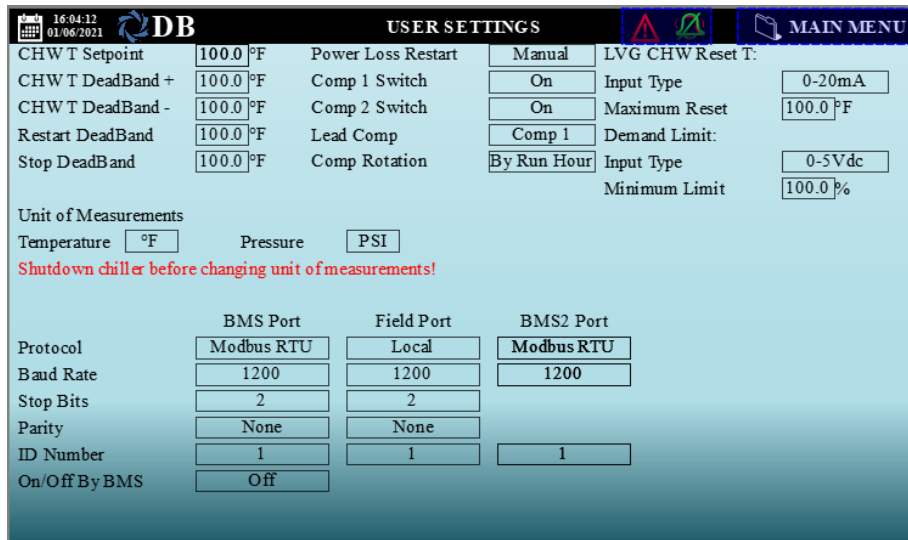 16:04:12
01/06/2021
DB
USER SETTINGS
MAIN MENU
CHWT Setpoint 100.0 °F Power Loss Restart Manual LVG CHW Reset T:
CHWT DeadBand + 100.0 °F Comp 1 Switch On Input Type 0-20mA
CHWT DeadBand - 100.0 °F Comp 2 Switch On Maximum Reset 100.0 °F
Restart DeadBand 100.0 °F Lead Comp Comp 1 Demand Limit:
Stop DeadBand 100.0 °F Comp Rotation By Run Hour Input Type 0-5Vdc
Minimum Limit 100.0 %
Unit of Measurements
Temperature °F Pressure PSI
Shutdown chiller before changing unit of measurements!
BMS Port Field Port BMS2 Port
Protocol Modbus RTU Local Modbus RTU
Baud Rate 1200 1200 1200
Stop Bits 2 2
Parity None None
ID Number 1 1 1
On/Off By BMS Off